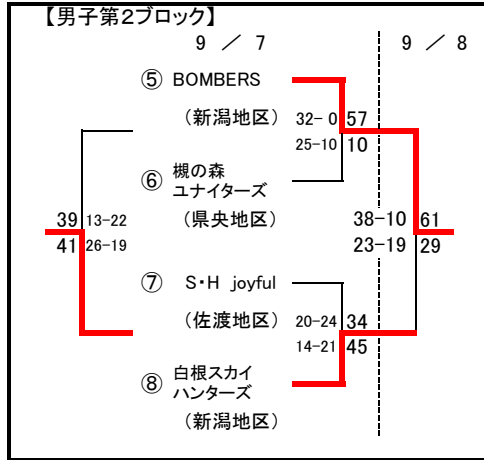 【男子第2ブロック】
9 ／ 7
9 ／ 8
⑤ BOMBERS
(新潟地区)
32- 0 57
25-10 10
⑥ 槻の森
ユナイターズ
(県央地区)
39 13-22
41 26-19
38-10 61
23-19 29
⑦ S・H joyful
(佐渡地区)
20-24 34
14-21 45
⑧ 白根スカイ
ハンターズ
(新潟地区)